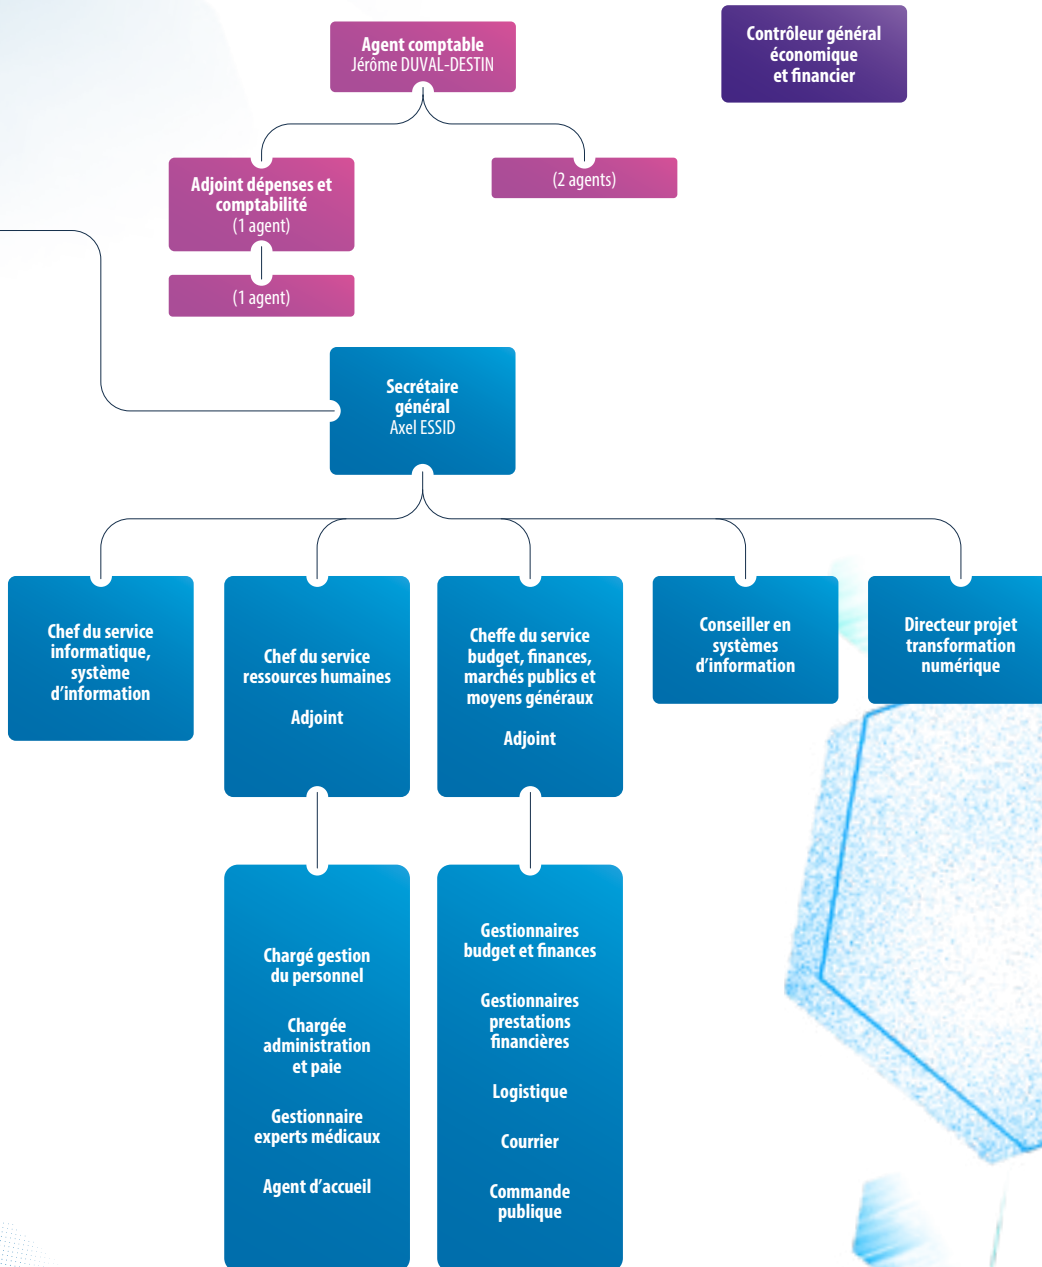 Agent comptable
Jérôme DUVAL-DESTIN
Contrôleur général
économique
et financier
Adjoint dépenses et
comptabilité
(1 agent)
(2 agents)
(1 agent)
Secrétaire
général
Axel ESSID
Chef du service
informatique,
système
d'information
Chef du service
ressources humaines
Adjoint
Cheffe du service
budget, finances,
marchés publics et
moyens généraux
Adjoint
Conseiller en
systèmes
d'information
Directeur projet
transformation
numérique
Chargé gestion
du personnel
Chargée
administration
et paie
Gestionnaire
experts médicaux
Agent d'accueil
Gestionnaires
budget et finances
Gestionnaires
prestations
financières
Logistique
Courrier
Commande
publique